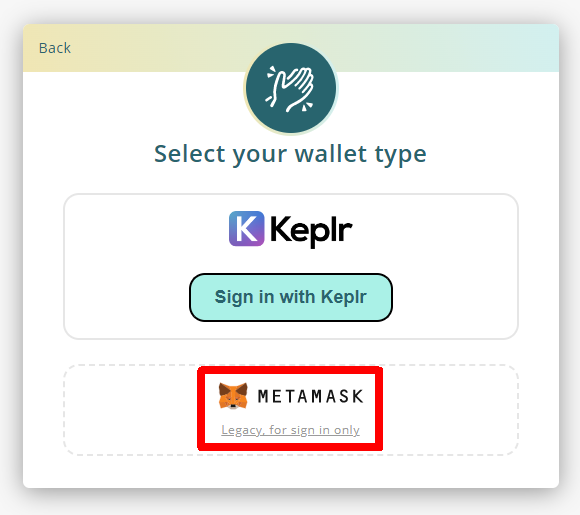 Back
Select your wallet type
K Keplr
Sign in with Keplr
METAMASK
Legacy, for sign in only